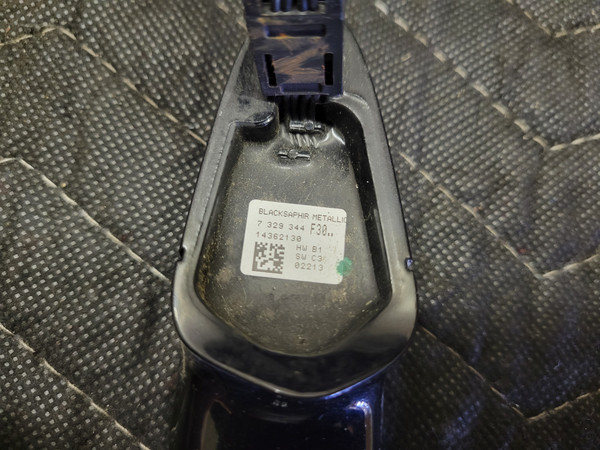 BLACKSAPHIR METALLIC
7 329 344 F30..
14362130
HW B1
SW C3
02213